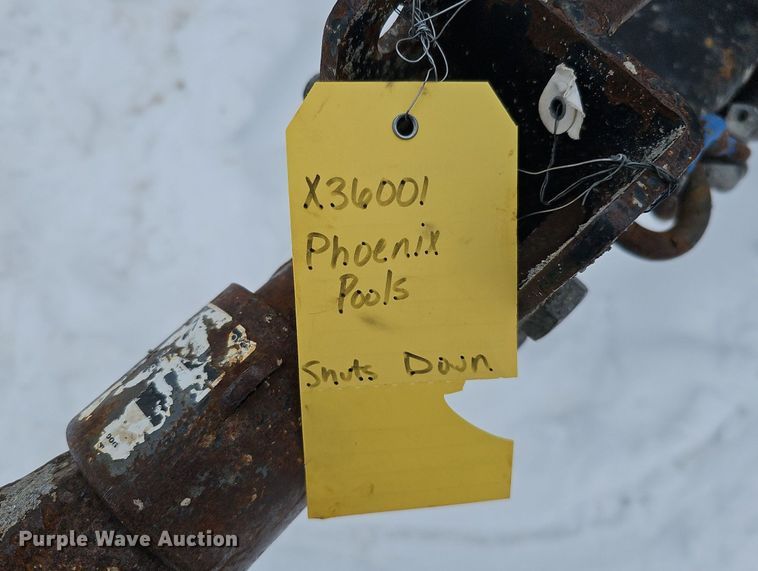 X36001
Phoenix
Pools
Shuts Down
Purple Wave Auction